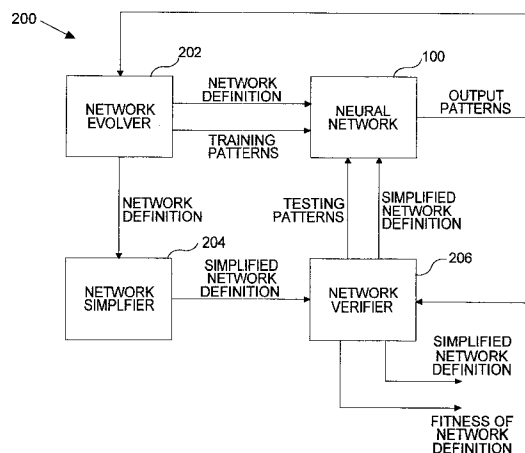 200
202
NETWORK
EVOLVER
NETWORK
DEFINITION
TRAINING
PATTERNS
100
NEURAL
NETWORK
OUTPUT
PATTERNS
NETWORK
DEFINITION
TESTING
PATTERNS
SIMPLIFIED
NETWORK
DEFINITION
204
NETWORK
SIMPLFIER
SIMPLIFIED
NETWORK
DEFINITION
206
NETWORK
VERIFIER
SIMPLIFIED
NETWORK
DEFINITION
FITNESS OF
NETWORK
DEFINITION